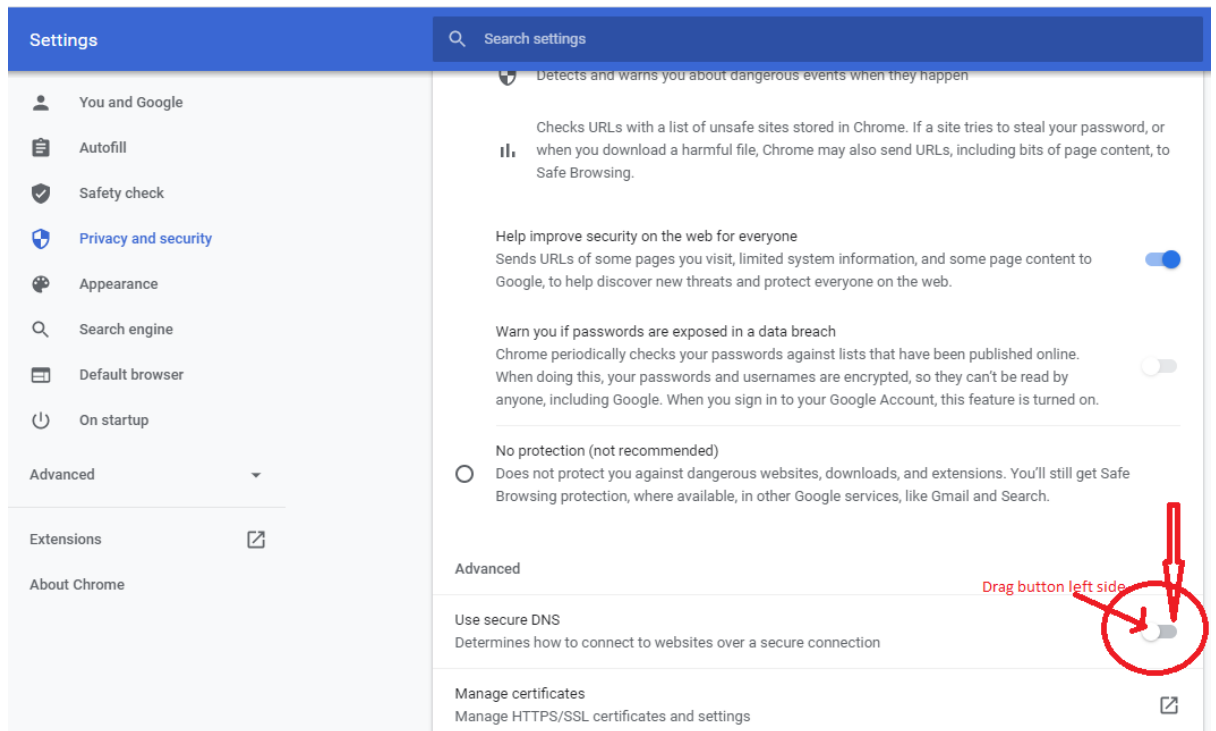 Settings
Search settings
You and Google
Autofill
Safety check
Privacy and security
Appearance
Search engine
Default browser
On startup
Advanced
Extensions
About Chrome
Detects and warns you about dangerous events when they happen
Checks URLs with a list of unsafe sites stored in Chrome. If a site tries to steal your password, or
when you download a harmful file, Chrome may also send URLs, including bits of page content, to
Safe Browsing.
Help improve security on the web for everyone
Sends URLs of some pages you visit, limited system information, and some page content to
Google, to help discover new threats and protect everyone on the web.
Warn you if passwords are exposed in a data breach
Chrome periodically checks your passwords against lists that have been published online.
When doing this, your passwords and usernames are encrypted, so they can't be read by
anyone, including Google. When you sign in to your Google Account, this feature is turned on.
No protection (not recommended)
Does not protect you against dangerous websites, downloads, and extensions. You'll still get Safe
Browsing protection, where available, in other Google services, like Gmail and Search.
Advanced
Drag button left side
Use secure DNS
Determines how to connect to websites over a secure connection
Manage certificates
Manage HTTPS/SSL certificates and settings